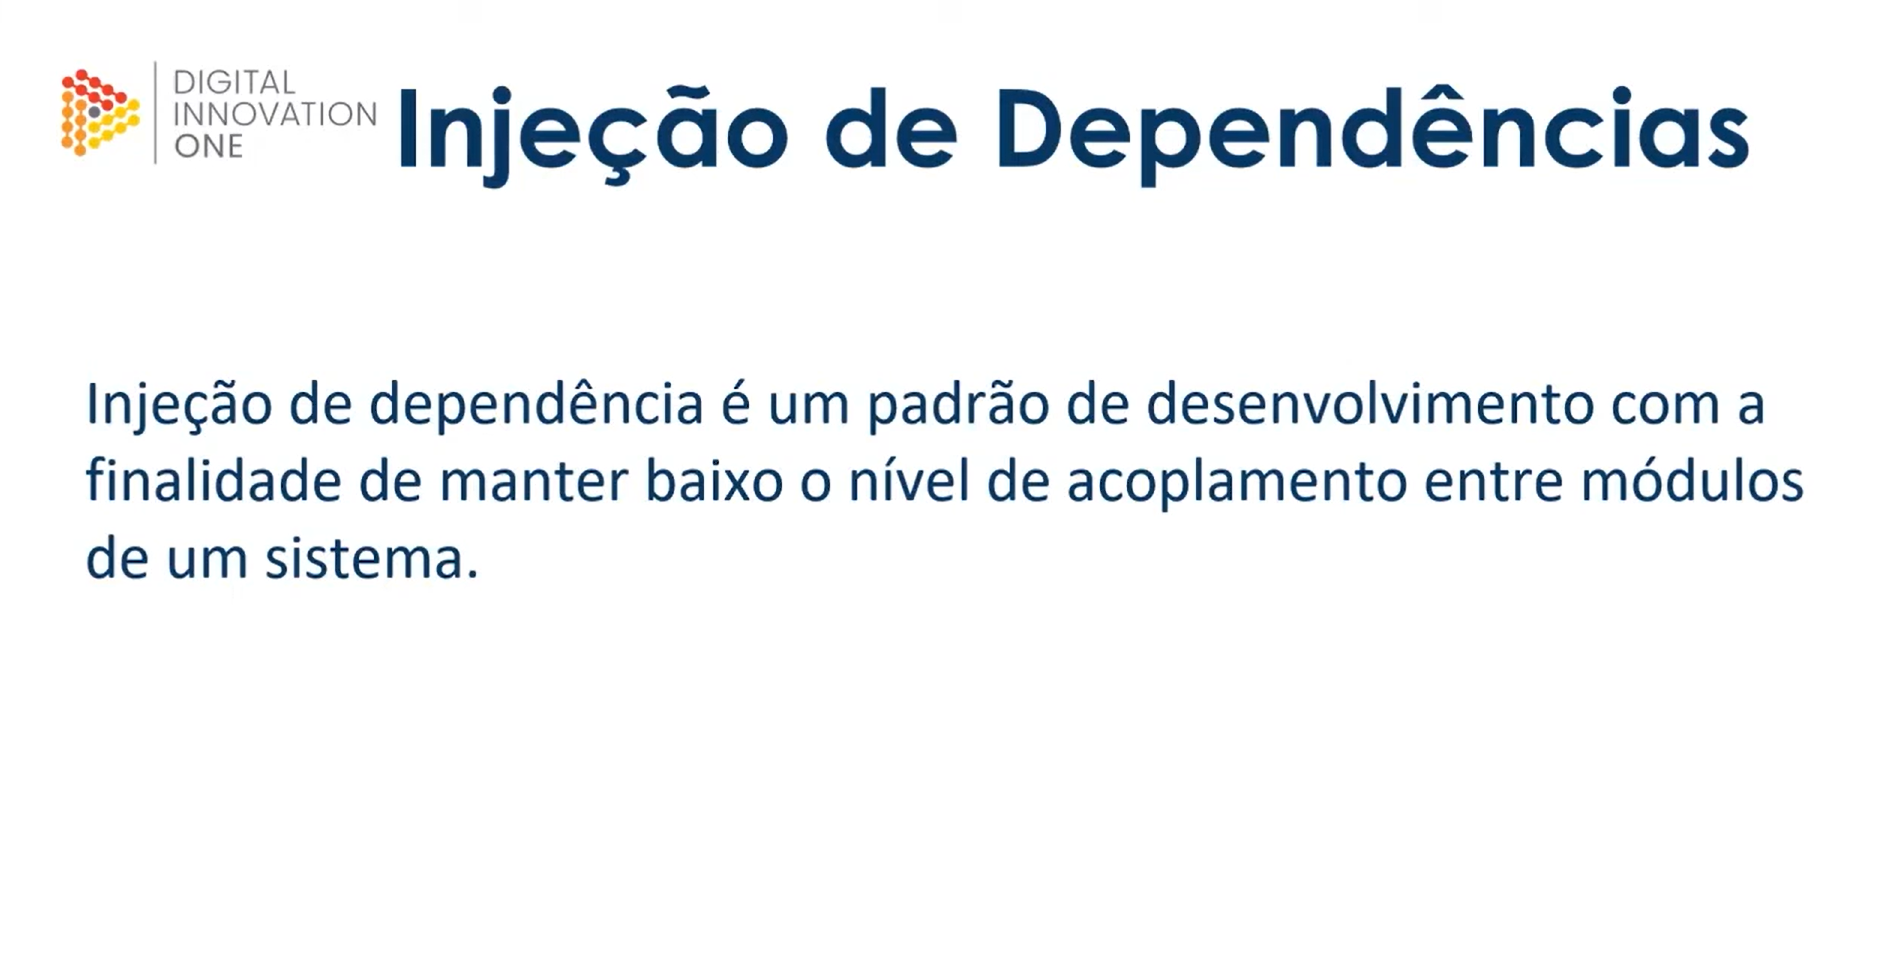 DIGITAL
INNOVATION
ONE
Injeção de Dependências
Injeção de dependência é um padrão de desenvolvimento com a
finalidade de manter baixo o nível de acoplamento entre módulos
de um sistema.